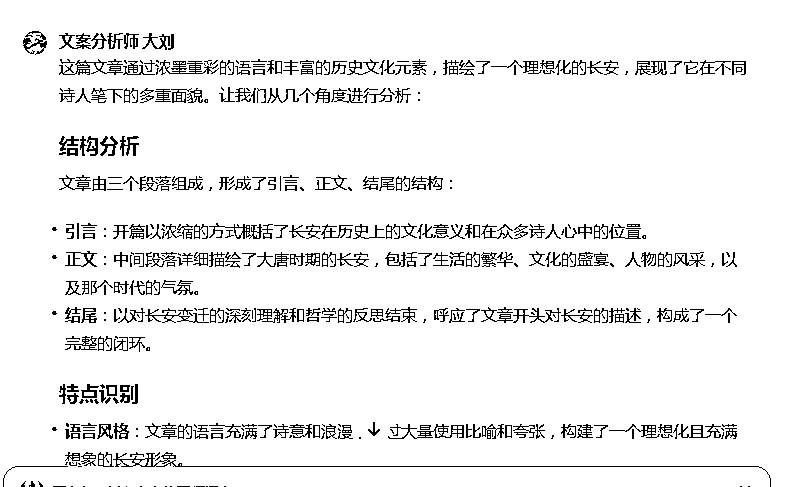 文案分析师 大刘
这篇文章通过浓墨重彩的语言和丰富的历史文化元素，描绘了一个理想化的长安，展现了它在不同
诗人笔下的多重面貌。让我们从几个角度进行分析：
结构分析
文章由三个段落组成，形成了引言、正文、结尾的结构：
• 引言：开篇以浓缩的方式概括了长安在历史上的文化意义和在众多诗人心中的位置。
• 正文：中间段落详细描绘了大唐时期的长安，包括了生活的繁华、文化的盛宴、人物的风采，以
及那个时代的气氛。
• 结尾：以对长安变迁的深刻理解和哲学的反思结束，呼应了文章开头对长安的描述，构成了一个
完整的闭环。
特点识别
• 语言风格：文章的语言充满了诗意和浪漫，过大量使用比喻和夸张，构建了一个理想化且充满
想象的长安形象。